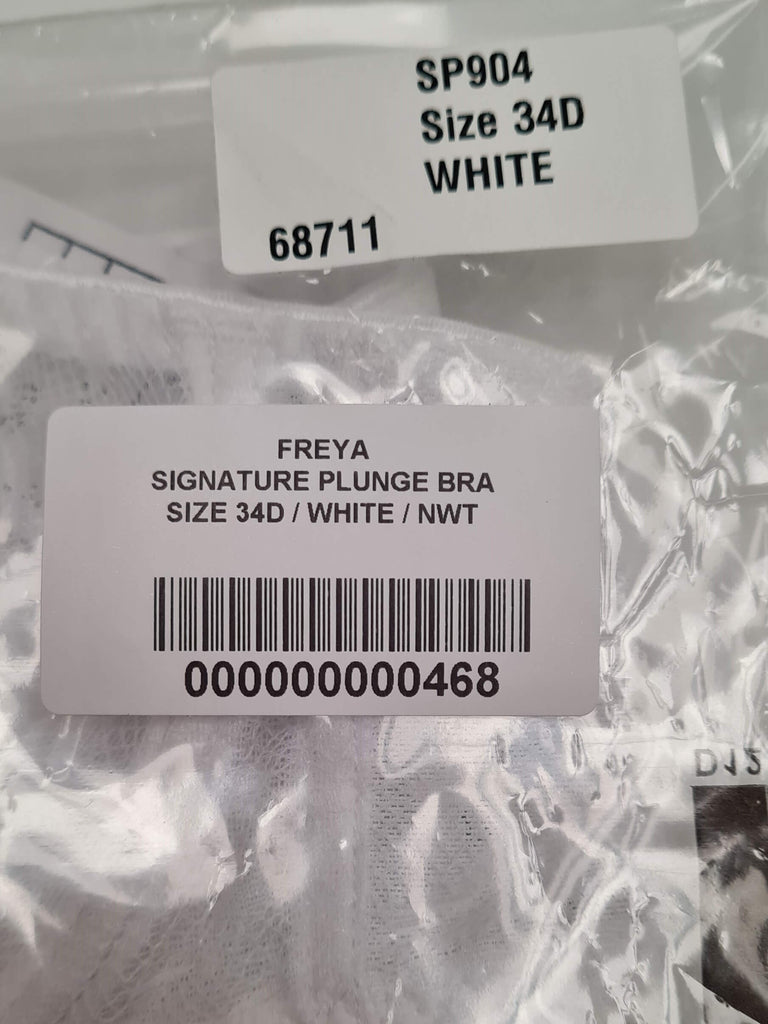 SP904
Size 34D
WHITE
68711
FREYA
SIGNATURE PLUNGE BRA
SIZE 34D / WHITE / NWT
000000000468